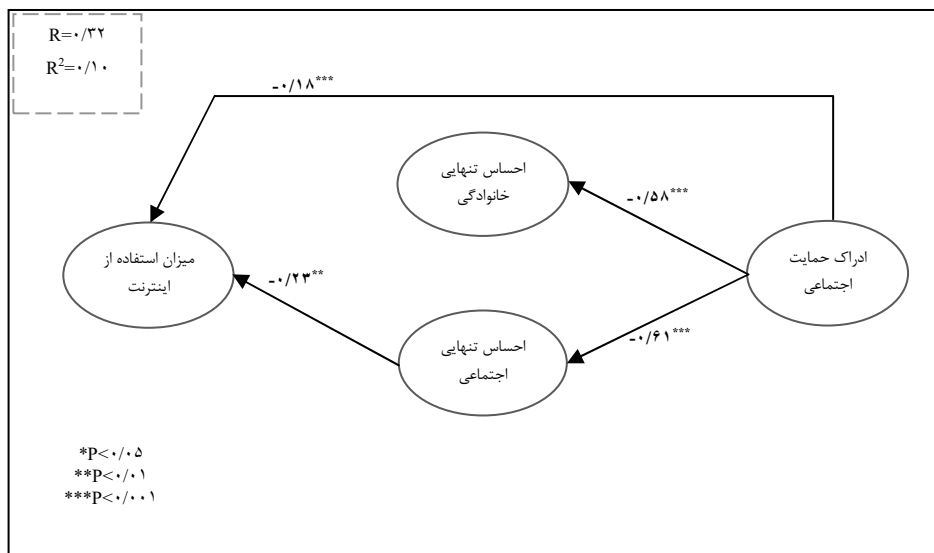 R=۰/۳۲
R²=۰/۱۰
-۰/۱۸***
احساس تنهایی
خانوادگی
-۰/۵۸***
میزان استفاده از
اینترنت
ادراک حمایت
اجتماعی
-۰/۲۳**
-۰/۶۱***
احساس تنهایی
اجتماعی
*P<۰/۰۵
**P<۰/۰۱
***P<۰/۰۰۱